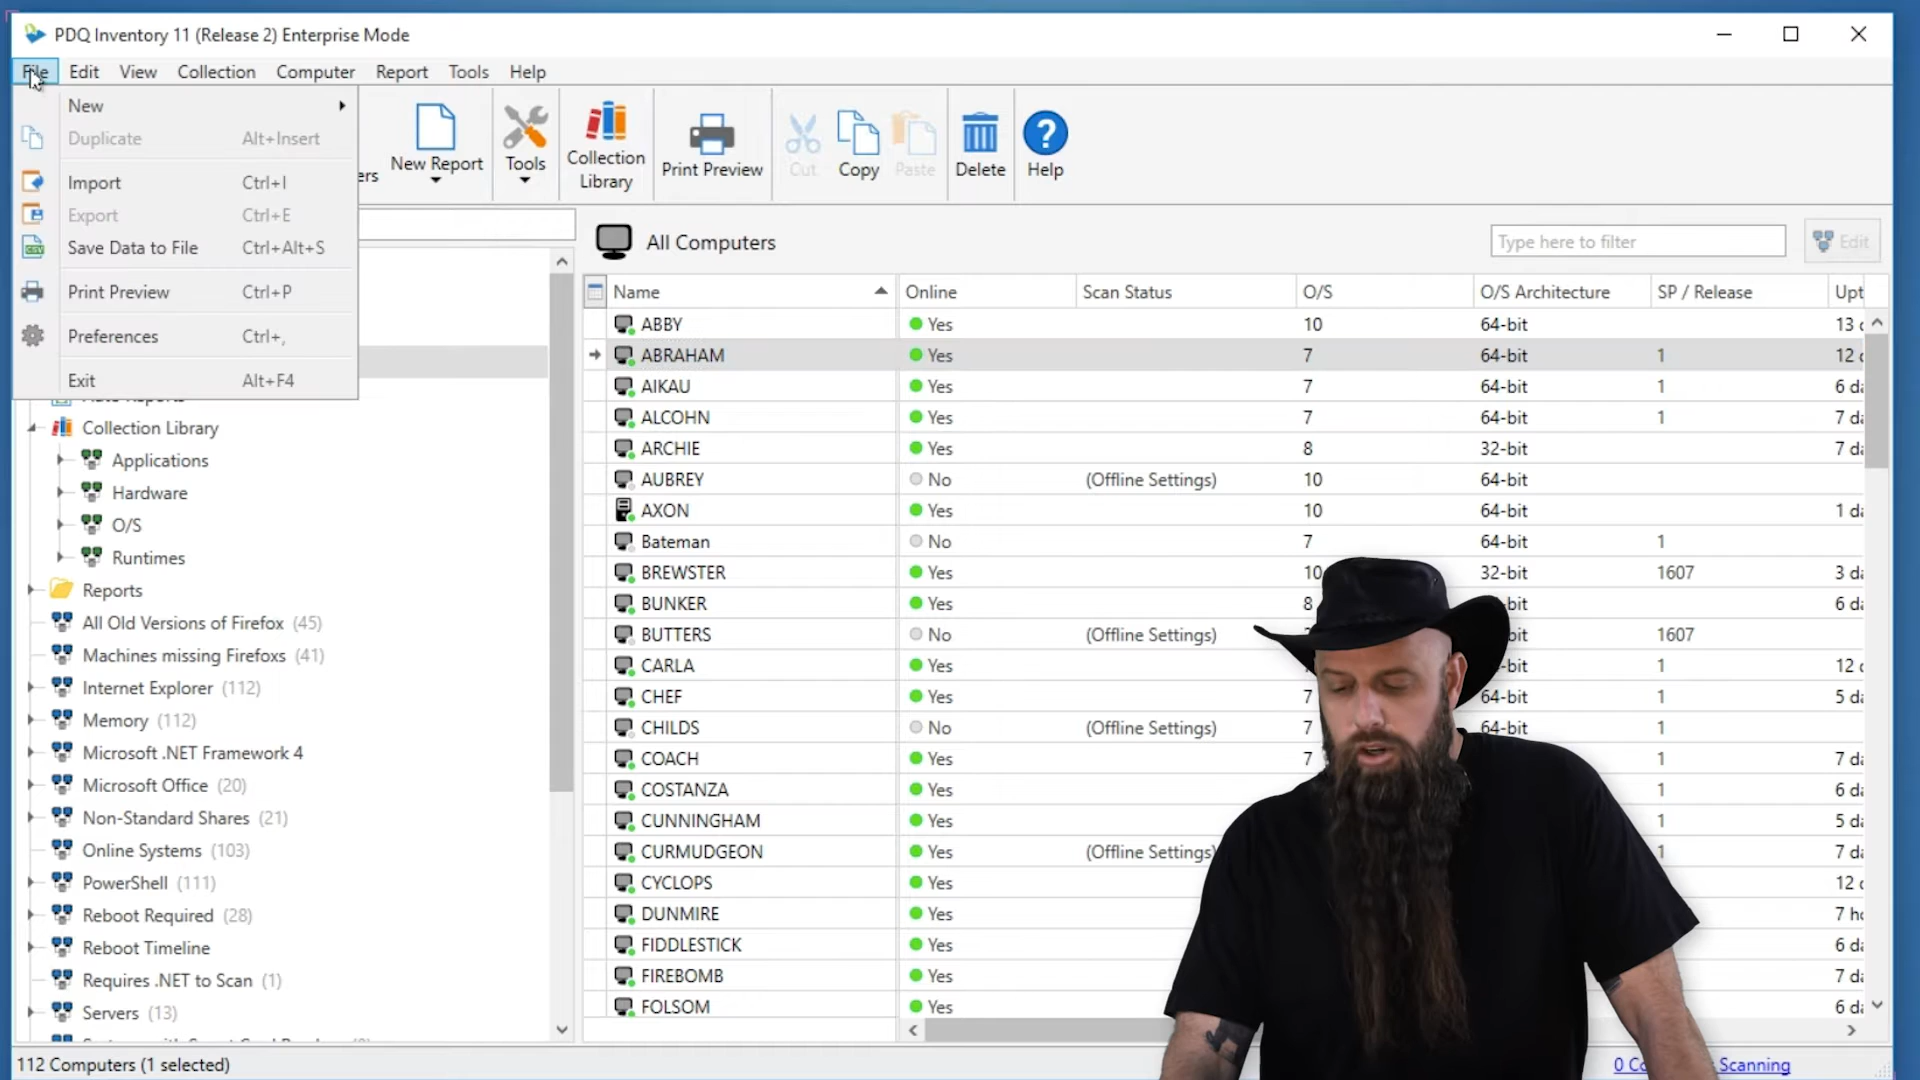 PDQ Inventory 11 (Release 2) Enterprise Mode
File Edit View Collection Computer Report Tools Help
New
Duplicate Alt+Insert
Import Ctrl+I
Export Ctrl+E
Save Data to File Ctrl+Alt+S
Print Preview Ctrl+P
Preferences Ctrl+,
Exit Alt+F4
New Report
Tools
Collection Library
Print Preview
Cut
Copy
Paste
Delete
Help
All Computers
Type here to filter
Edit
Name Online Scan Status O/S O/S Architecture SP / Release
ABBY Yes 10 64-bit
ABRAHAM Yes 7 64-bit 1
AIKAU Yes 7 64-bit 1
ALCOHN Yes 7 64-bit 1
ARCHIE Yes 8 32-bit
AUBREY No (Offline Settings) 10 64-bit
AXON Yes 10 64-bit
Bateman No 7 64-bit 1
BREWSTER Yes 10 32-bit 1607
BUNKER Yes 8
BUTTERS No (Offline Settings) 1607
CARLA Yes 1
CHEF Yes 7 64-bit 1
CHILDS No (Offline Settings) 7 64-bit 1
COACH Yes 7 1
COSTANZA Yes 1
CUNNINGHAM Yes 1
CURMUDGEON Yes (Offline Settings) 1
CYCLOPS Yes
DUNMIRE Yes
FIDDLESTICK Yes
FIREBOMB Yes
FOLSOM Yes
Collection Library
Applications
Hardware
O/S
Runtimes
Reports
All Old Versions of Firefox (45)
Machines missing Firefoxs (41)
Internet Explorer (112)
Memory (112)
Microsoft .NET Framework 4
Microsoft Office (20)
Non-Standard Shares (21)
Online Systems (103)
PowerShell (111)
Reboot Required (28)
Reboot Timeline
Requires .NET to Scan (1)
Servers (13)
112 Computers (1 selected)
0 Scanning